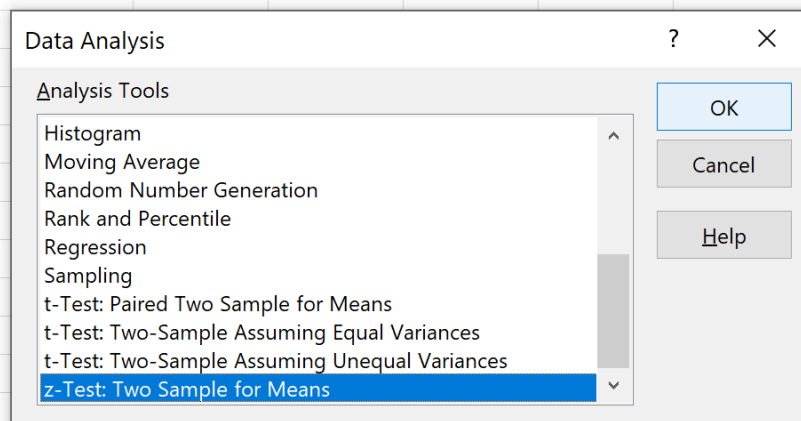 Data Analysis
?
Analysis Tools
Histogram
Moving Average
Random Number Generation
Rank and Percentile
Regression
Sampling
t-Test: Paired Two Sample for Means
t-Test: Two-Sample Assuming Equal Variances
t-Test: Two-Sample Assuming Unequal Variances
z-Test: Two Sample for Means
OK
Cancel
Help